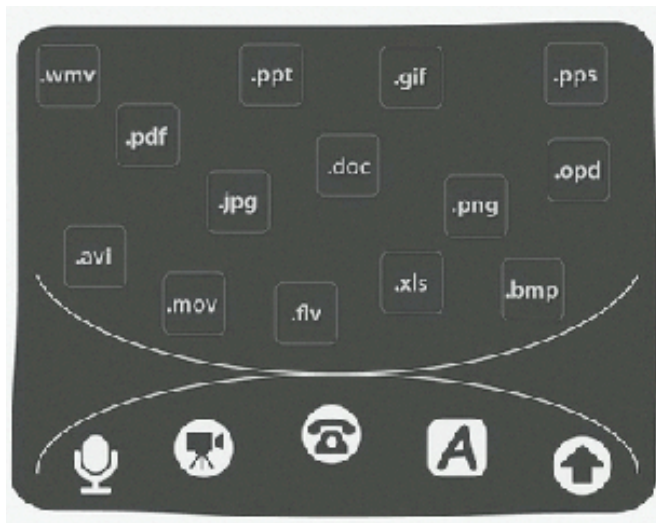 .wmv .ppt .gif .pps
.pdf .doc .opd
.jpg .png
.avi .xls .bmp
.mov .flv
A